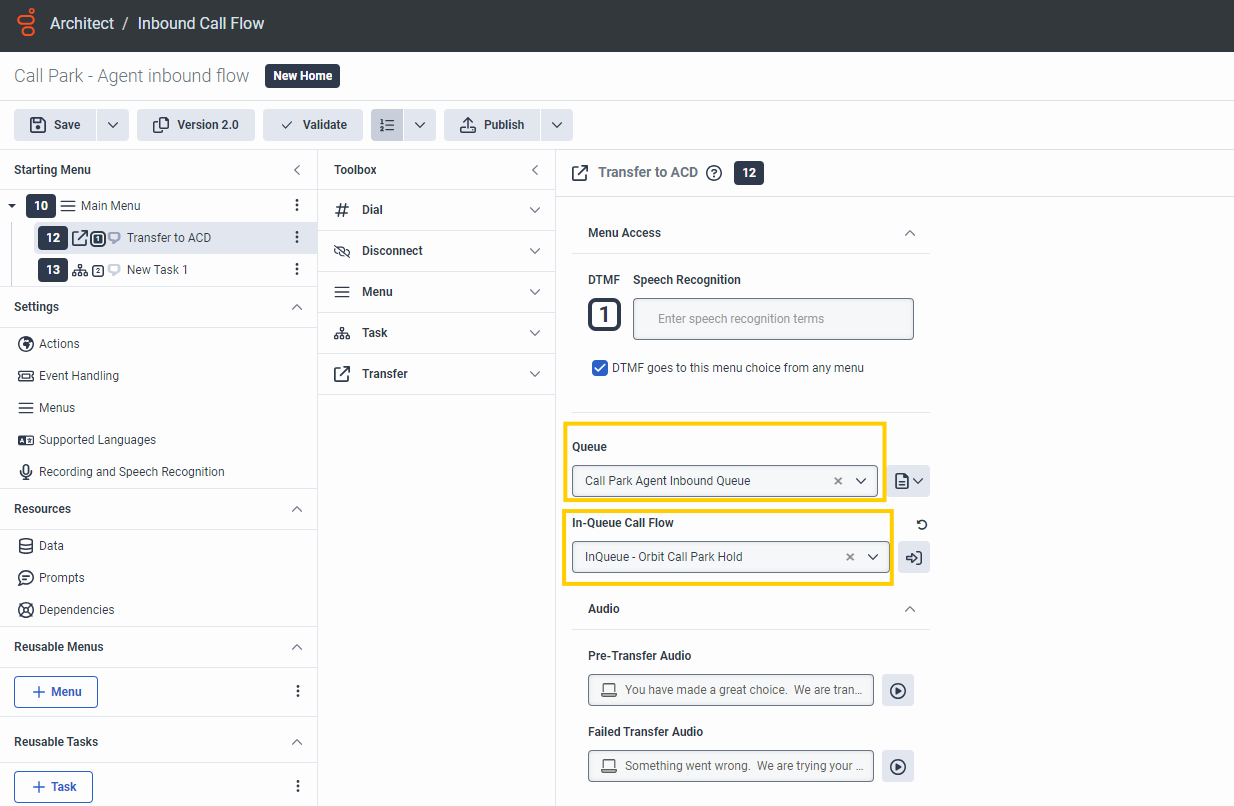 Architect / Inbound Call Flow
Call Park - Agent inbound flow New Home
Save Version 2.0 Validate Publish
Starting Menu
10 Main Menu
12 1 Transfer to ACD
13 2 New Task 1
Settings
Actions
Event Handling
Menus
Supported Languages
Recording and Speech Recognition
Resources
Data
Prompts
Dependencies
Reusable Menus
+ Menu
Reusable Tasks
+ Task
Toolbox
Dial
Disconnect
Menu
Task
Transfer
Transfer to ACD ? 12
Menu Access
DTMF Speech Recognition
1 Enter speech recognition terms
DTMF goes to this menu choice from any menu
Queue
Call Park Agent Inbound Queue
In-Queue Call Flow
InQueue - Orbit Call Park Hold
Audio
Pre-Transfer Audio
You have made a great choice. We are tran...
Failed Transfer Audio
Something went wrong. We are trying your ...